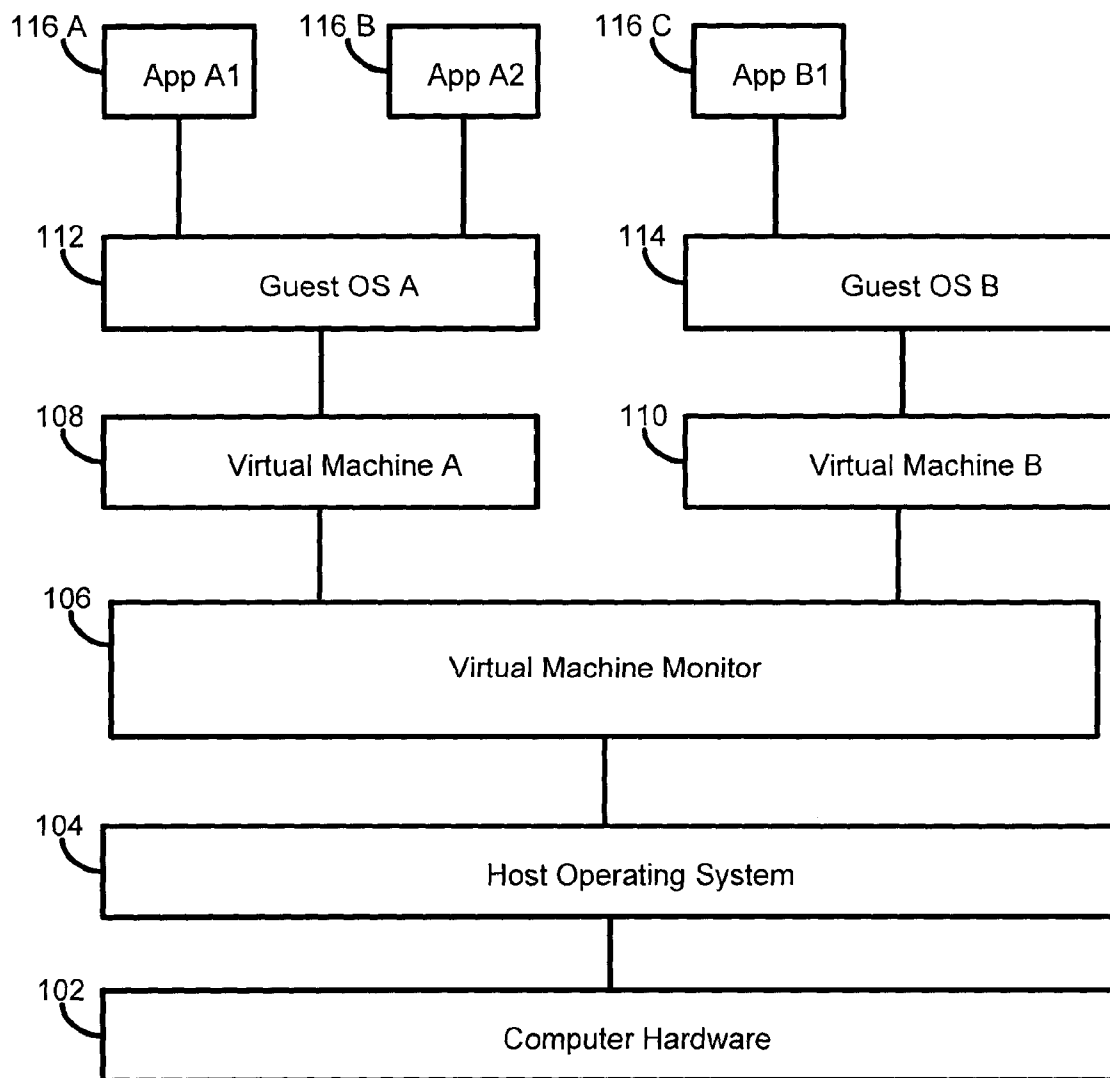 116 A
116 B
116 C
App A1
App A2
App B1
112
114
Guest OS A
Guest OS B
108
110
Virtual Machine A
Virtual Machine B
106
Virtual Machine Monitor
104
Host Operating System
102
Computer Hardware